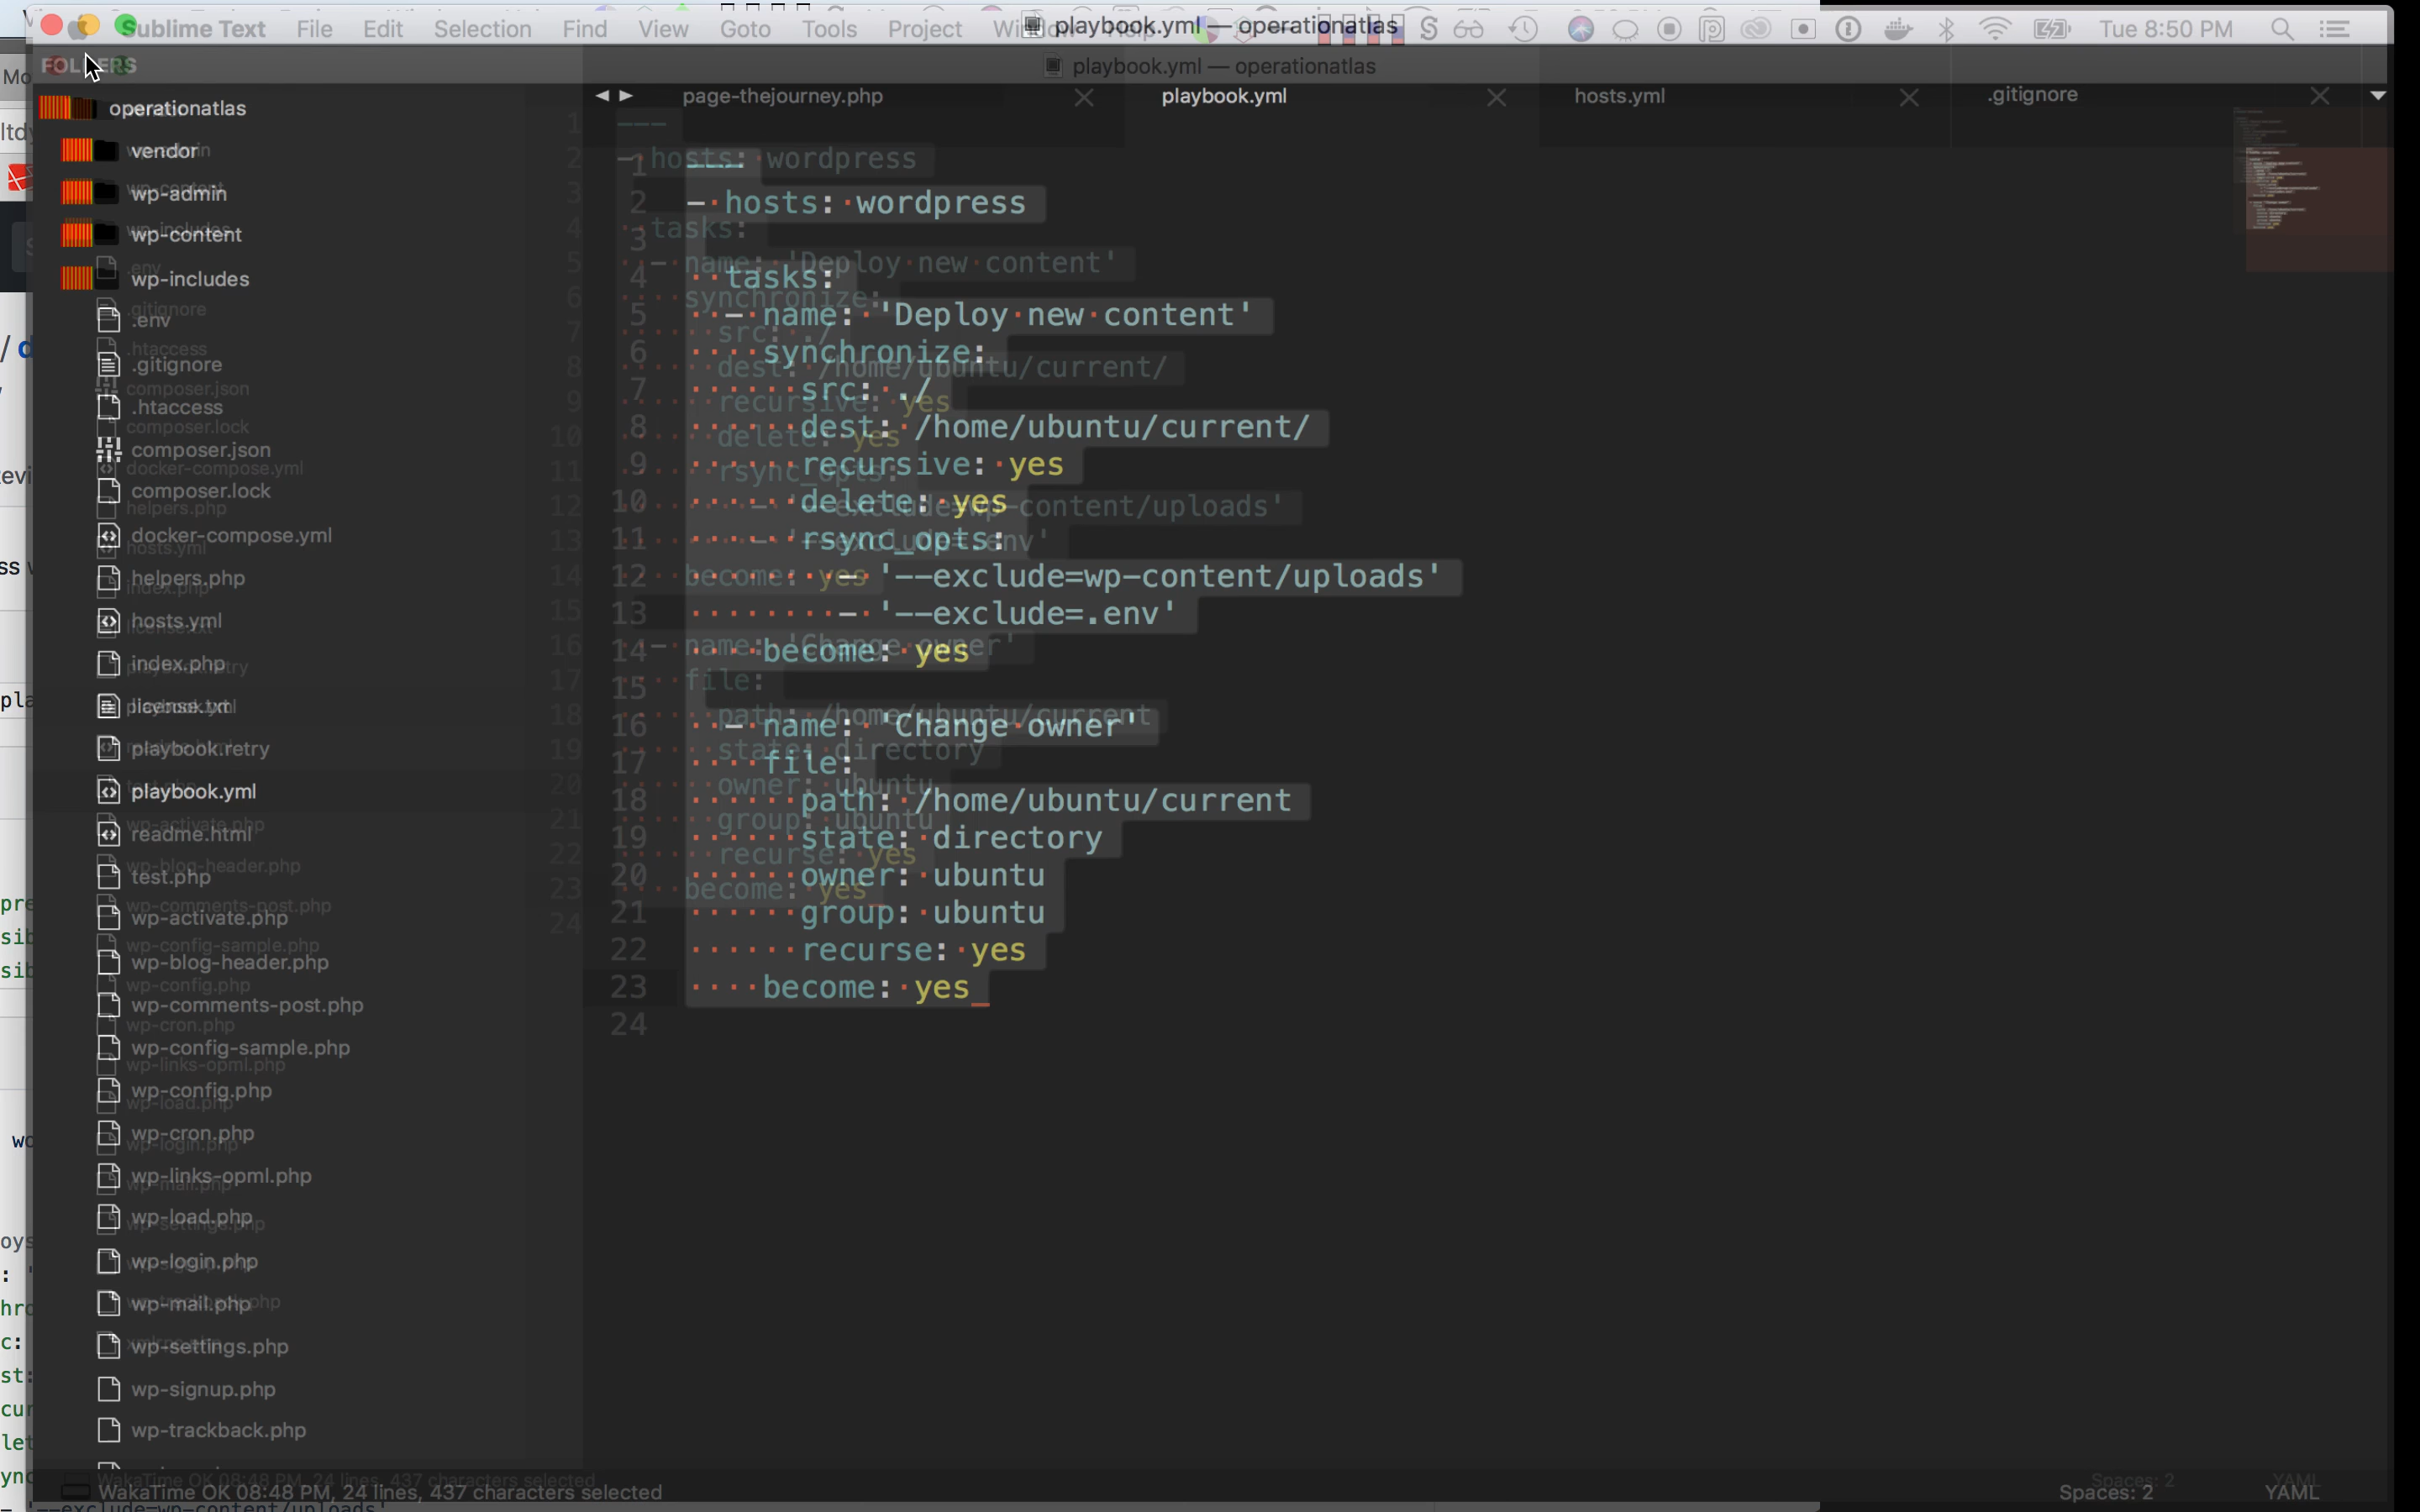 Sublime Text File Edit Selection Find View Goto Tools Project Window Help Tue 8:50 PM
playbook.yml — operationatlas
playbook.yml — operationatlas
FOLDERS
operationatlas
vendor
wp-admin
wp-content
wp-includes
.env
.gitignore
.htaccess
composer.json
composer.lock
docker-compose.yml
helpers.php
hosts.yml
index.php
license.txt
playbook.retry
playbook.yml
readme.html
test.php
wp-activate.php
wp-blog-header.php
wp-comments-post.php
wp-config-sample.php
wp-config.php
wp-cron.php
wp-links-opml.php
wp-load.php
wp-login.php
wp-mail.php
wp-settings.php
wp-signup.php
wp-trackback.php
page-thejourney.php playbook.yml hosts.yml .gitignore
1 ---
2 - hosts: wordpress
3
4   tasks:
5   - name: 'Deploy new content'
6     synchronize:
7       src: ./
8       dest: /home/ubuntu/current/
9       recursive: yes
10       delete: yes
11       rsync_opts:
12         - '--exclude=wp-content/uploads'
13         - '--exclude=.env'
14     become: yes
15
16   - name: 'Change owner'
17     file:
18       path: /home/ubuntu/current
19       state: directory
20       owner: ubuntu
21       group: ubuntu
22       recurse: yes
23     become: yes
24
WakaTime OK 08:48 PM, 24 lines, 437 characters selected
Spaces: 2 YAML